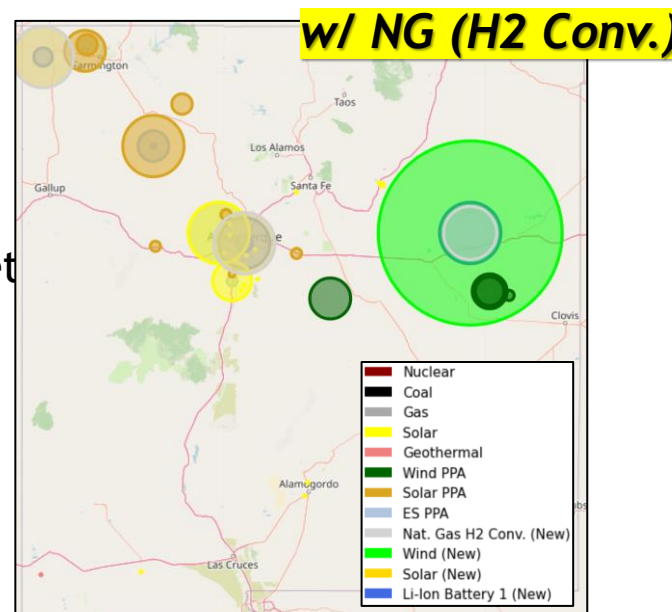 w/ NG (H2 Conv.)
Farmington
Taos
Los Alamos
Santa Fe
Gallup
et
Clovis
Nuclear
Coal
Gas
Solar
Geothermal
Wind PPA
Solar PPA
ES PPA
Nat. Gas H2 Conv. (New)
Wind (New)
Solar (New)
Li-Ion Battery 1 (New)
Alamogordo
Las Cruces